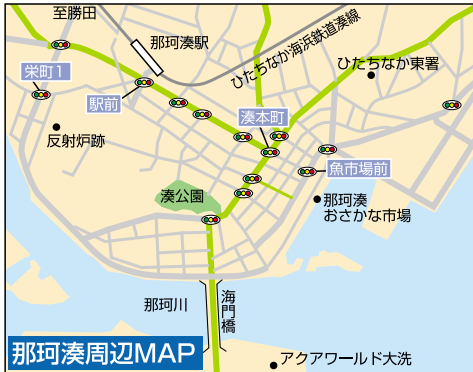 至勝田
那珂湊駅
ひたちなか海浜鉄道湊線
栄町1
駅前
ひたちなか東署
湊本町
反射炉跡
魚市場前
湊公園
那珂湊
おさかな市場
那珂川
海門橋
那珂湊周辺MAP
アクアワールド大洗